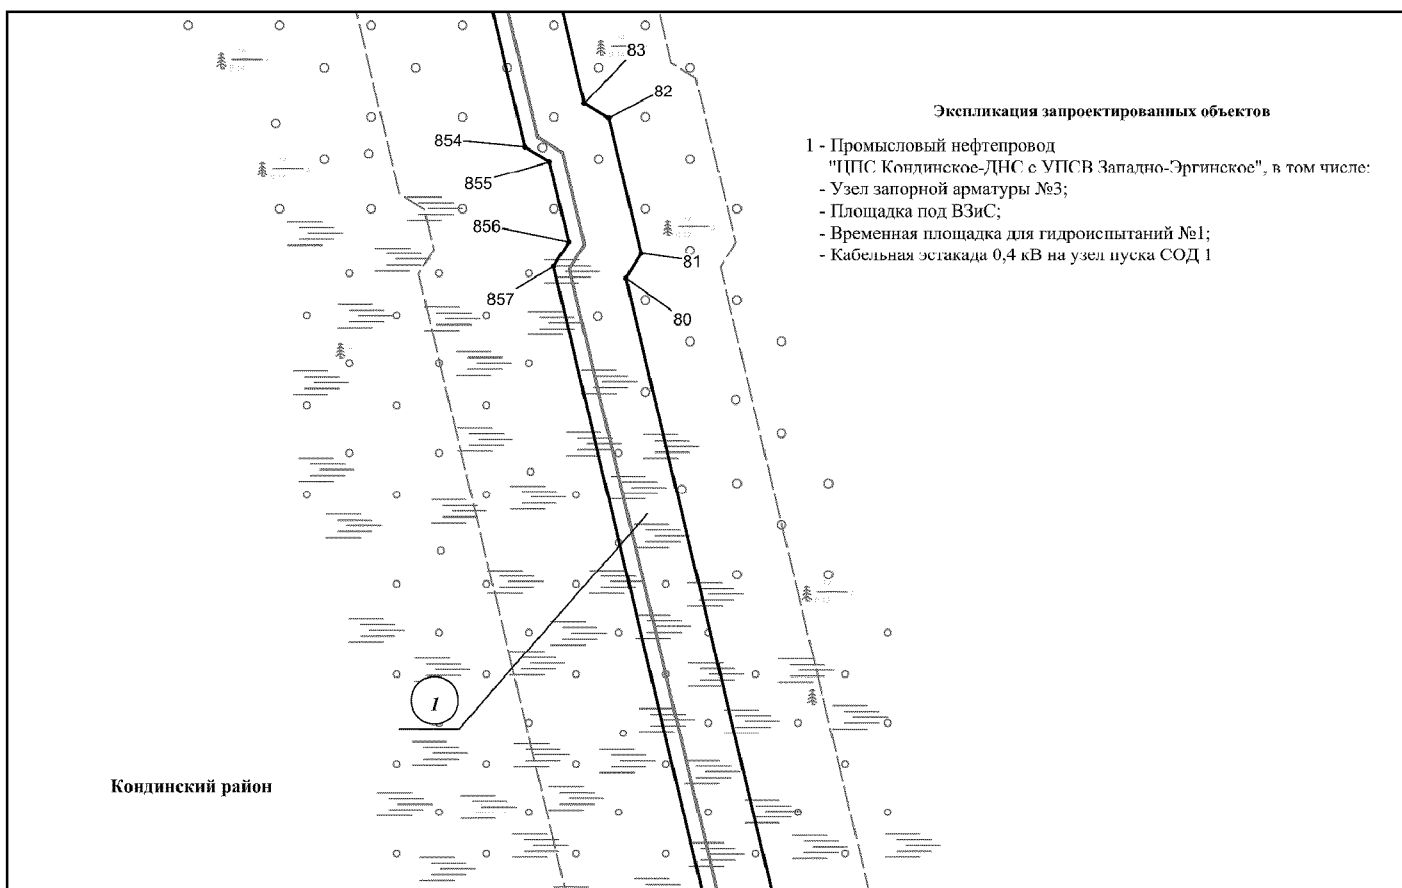 83
82
854
855
856
81
857
80
Экспликация запроектированных объектов
1 - Промысловый нефтепровод
"ЦПС Кондинское-ДНС с УПСВ Западно-Эргинское", в том числе:
- Узел запорной арматуры №3;
- Площадка под ВЗиС;
- Временная площадка для гидроиспытаний №1;
- Кабельная эстакада 0,4 кВ на узел пуска СОД 1
1
Кондинский район